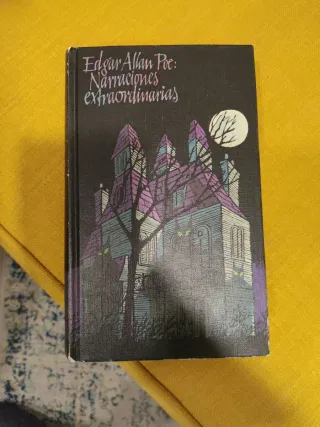 Edgar Allan Poe:
Narraciones
extraordinarias